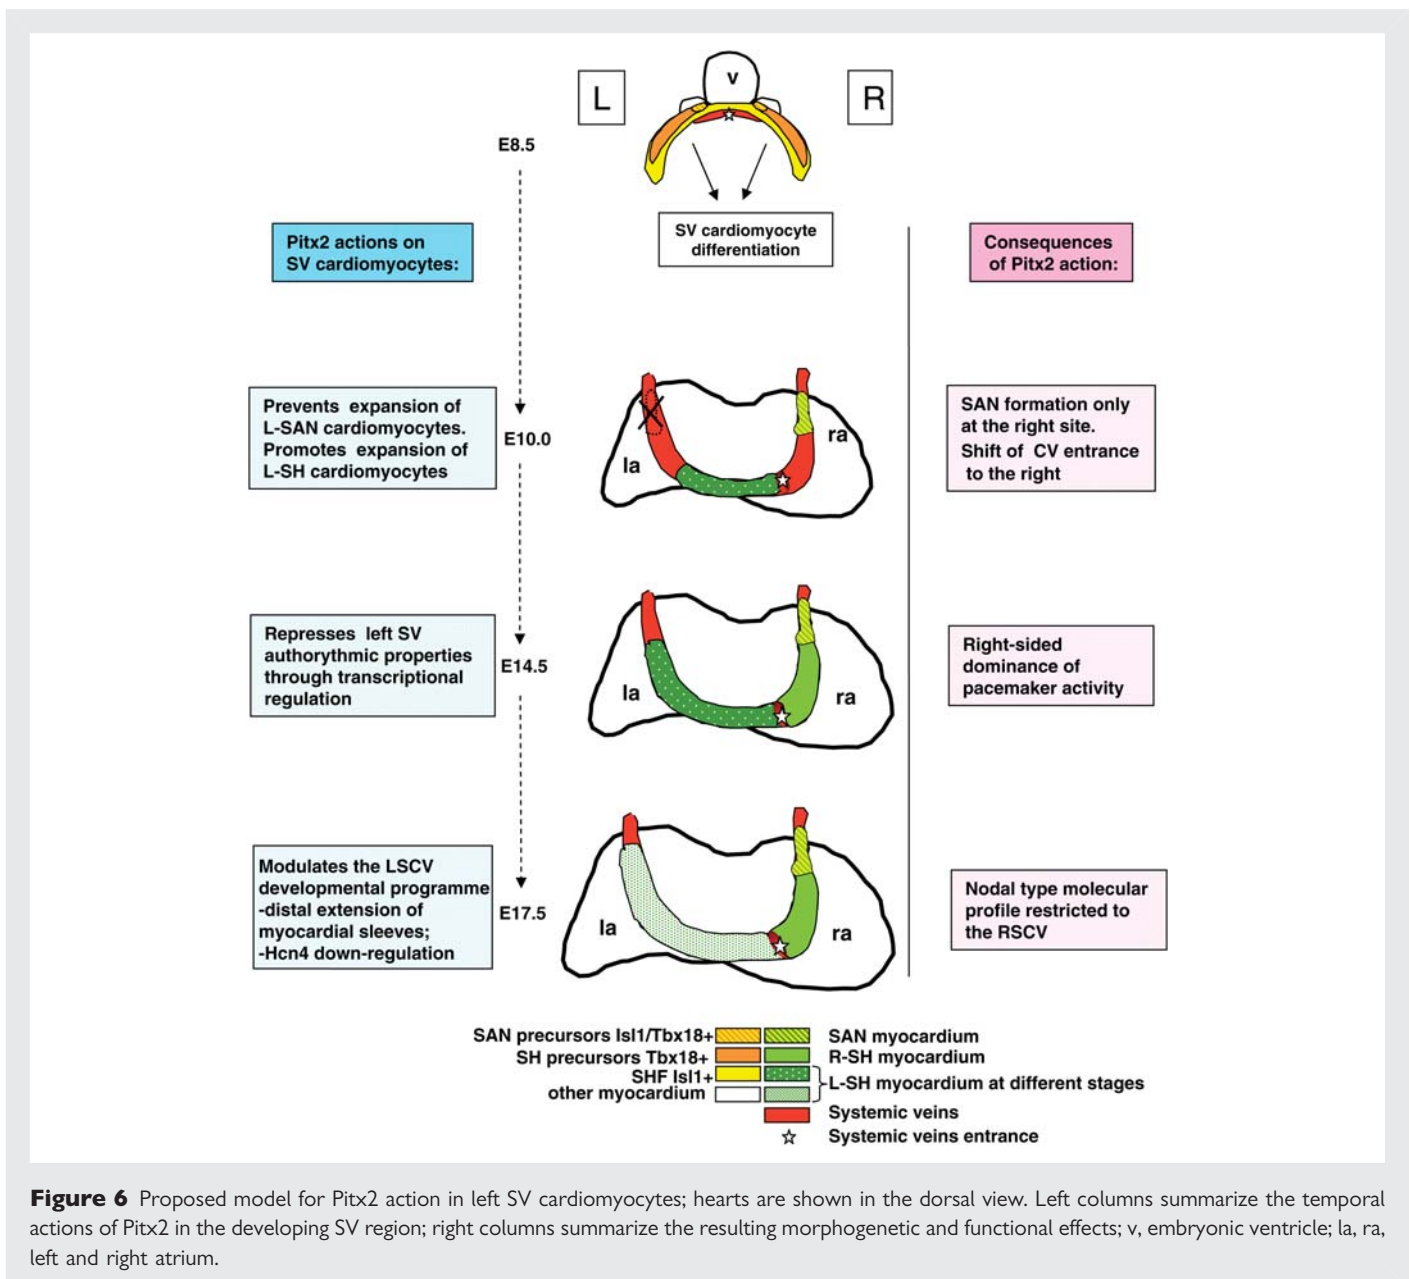 L
v
R
E8.5
Pitx2 actions on
SV cardiomyocytes:
SV cardiomyocyte
differentiation
Consequences
of Pitx2 action:
Prevents expansion of
L-SAN cardiomyocytes.
Promotes expansion of
L-SH cardiomyocytes
E10.0
la
ra
SAN formation only
at the right site.
Shift of CV entrance
to the right
Represses left SV
authorythmic properties
through transcriptional
regulation
E14.5
la
ra
Right-sided
dominance of
pacemaker activity
Modulates the LSCV
developmental programme
-distal extension of
myocardial sleeves;
-Hcn4 down-regulation
E17.5
la
ra
Nodal type molecular
profile restricted to
the RSCV
SAN precursors Isl1/Tbx18+
SH precursors Tbx18+
SHF Isl1+
other myocardium
SAN myocardium
R-SH myocardium
L-SH myocardium at different stages
Systemic veins
Systemic veins entrance
Figure 6 Proposed model for Pitx2 action in left SV cardiomyocytes; hearts are shown in the dorsal view. Left columns summarize the temporal
actions of Pitx2 in the developing SV region; right columns summarize the resulting morphogenetic and functional effects; v, embryonic ventricle; la, ra,
left and right atrium.